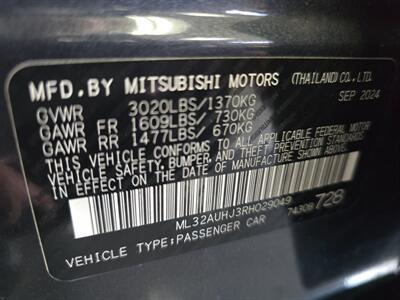 MFD.BY MITSUBISHI MOTORS (THAILAND)CO.,LTD.
SEP 2024
GVWR 3020LBS/1370KG
GAWR FR 1609LBS/ 730KG
GAWR RR 1477LBS/ 670KG
THIS VEHICLE CONFORMS TO ALL APPLICABLE FEDERAL MOTOR
VEHICLE SAFETY,BUMPER,AND THEFT PREVENTION STANDARDS
IN EFFECT ON THE DATE OF MANUFACTURE SHOWN ABOVE.
ML32AUHJ3RH029049
7430B 728
VEHICLE TYPE:PASSENGER CAR